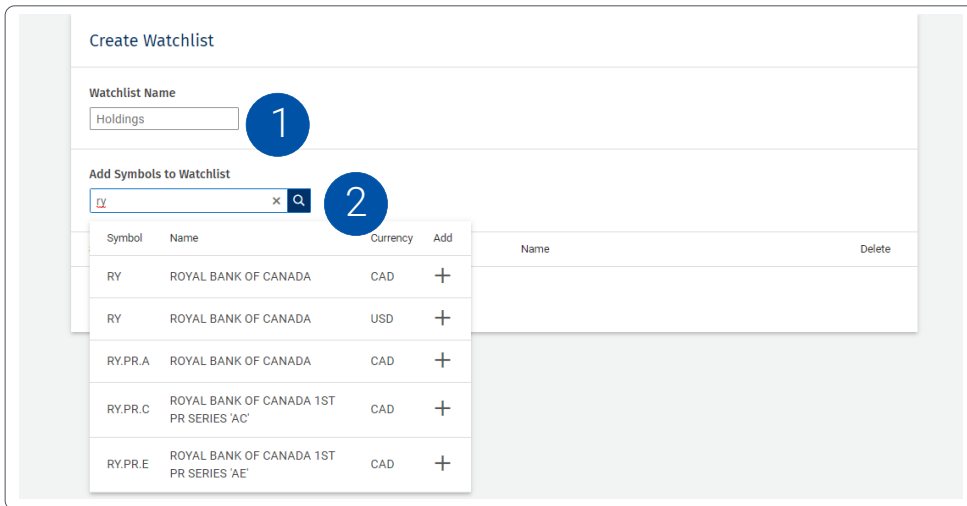 Create Watchlist
Watchlist Name
Holdings
1
Add Symbols to Watchlist
ry
2
Symbol Name Currency Add
Name Delete
RY ROYAL BANK OF CANADA CAD
RY ROYAL BANK OF CANADA USD
RY.PR.A ROYAL BANK OF CANADA CAD
RY.PR.C ROYAL BANK OF CANADA 1ST PR SERIES 'AC' CAD
RY.PR.E ROYAL BANK OF CANADA 1ST PR SERIES 'AE' CAD